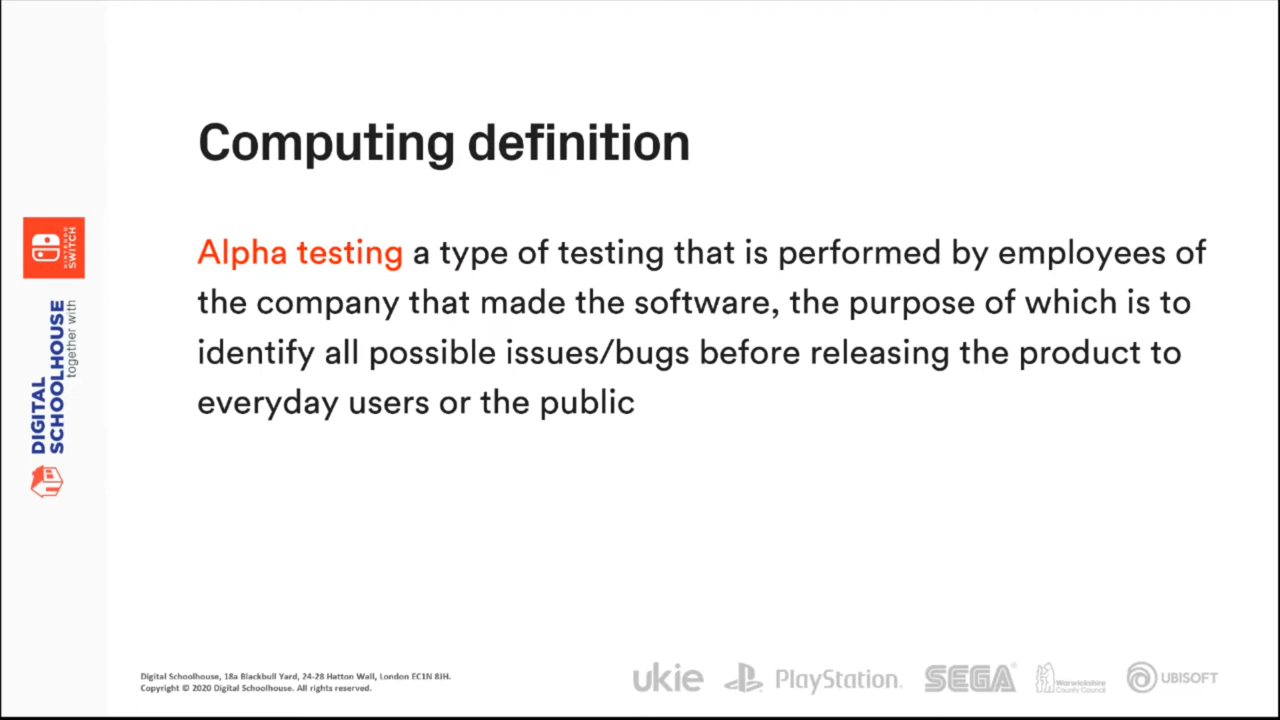 Computing definition
Alpha testing a type of testing that is performed by employees of
the company that made the software, the purpose of which is to
identify all possible issues/bugs before releasing the product to
everyday users or the public
NINTENDO
SWITCH
DIGITAL
SCHOOLHOUSE
together with
Digital Schoolhouse, 18a Blackbull Yard, 24-28 Hatton Wall, London EC1N 8JH.
Copyright © 2020 Digital Schoolhouse. All rights reserved.
ukie
PlayStation.
SEGA®
Warwickshire
County Council
UBISOFT